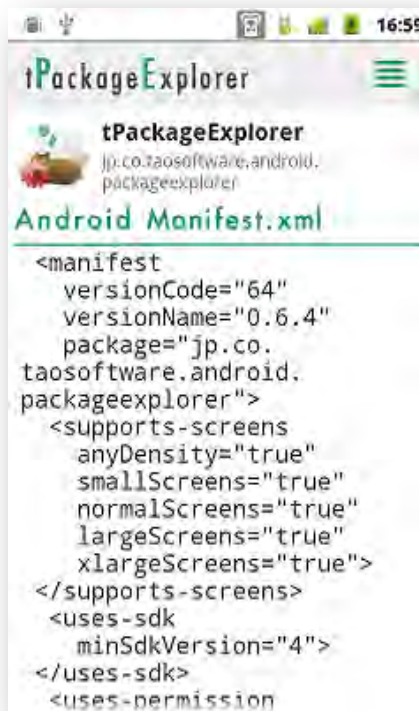 16:59
tPackageExplorer
tPackageExplorer
jp.co.taosoftware.android.
packageexplorer
Android Manifest.xml
<manifest
versionCode="64"
versionName="0.6.4"
package="jp.co.
taosoftware.android.
packageexplorer">
<supports-screens
anyDensity="true"
smallScreens="true"
normalScreens="true"
largeScreens="true"
xlargeScreens="true">
</supports-screens>
<uses-sdk
minSdkVersion="4">
</uses-sdk>
<uses-permission